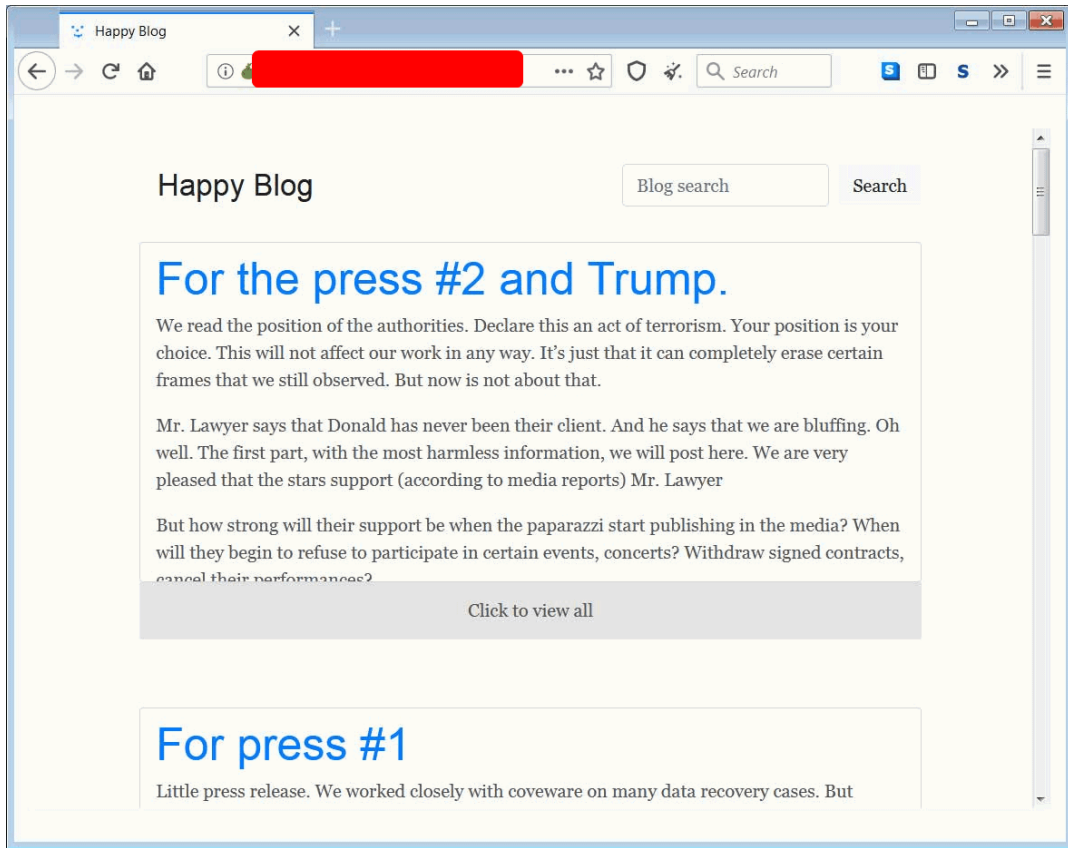 Happy Blog
Search
S
S
Happy Blog
Blog search
Search
For the press #2 and Trump.
We read the position of the authorities. Declare this an act of terrorism. Your position is your
choice. This will not affect our work in any way. It’s just that it can completely erase certain
frames that we still observed. But now is not about that.
Mr. Lawyer says that Donald has never been their client. And he says that we are bluffing. Oh
well. The first part, with the most harmless information, we will post here. We are very
pleased that the stars support (according to media reports) Mr. Lawyer
But how strong will their support be when the paparazzi start publishing in the media? When
will they begin to refuse to participate in certain events, concerts? Withdraw signed contracts,
cancel their performances?
Click to view all
For press #1
Little press release. We worked closely with coveware on many data recovery cases. But